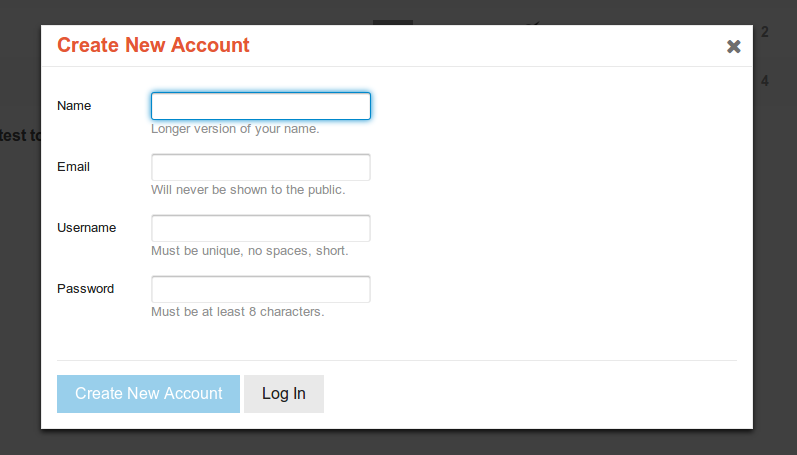 2
Create New Account
4
Name
Longer version of your name.
test to
Email
Will never be shown to the public.
Username
Must be unique, no spaces, short.
Password
Must be at least 8 characters.
Create New Account Log In